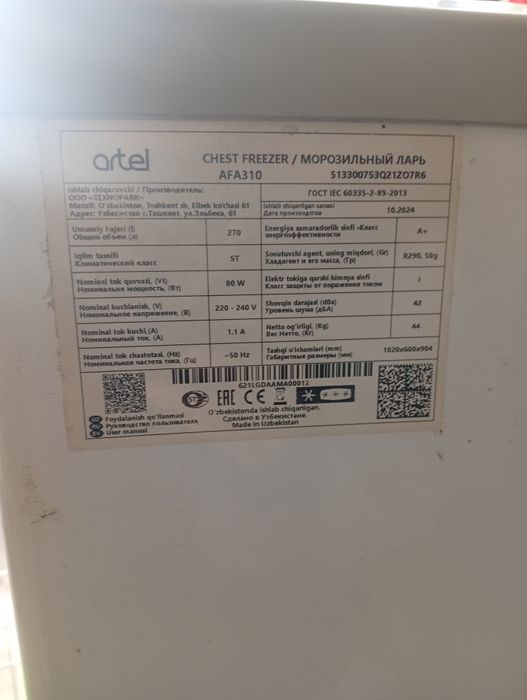 artel
CHEST FREEZER / МОРОЗИЛЬНЫЙ ЛАРЬ
AFA310 513300753Q21Z07R6
Ishlab chiqaruvchi / Производитель:
ООО «TEXNOPARK»
Manzil: O'zbekiston, Toshkent sh, Elbek ko'chasi 61
Адрес: Узбекистан г.Ташкент, ул.Эльбека, 61
ГОСТ IEC 60335-2-89-2013
Ishlab chiqarilgan sanasi
Дата производства
10.2024
Umumiy hajmi (l)
Общий объем (л)
270
Energiya samaradorlik sinfi «Класс
энергоэффективности
A+
Iqlim tasnifi
Климатический класс
ST
Sovutuvchi agent, uning miqdori, (Gr)
Хладагент и его масса, (Гр)
R290, 50g
Nominal tok quvvati, (Vt)
Номинальная мощность, (Вт)
80 W
Elektr tokiga qarshi himoya sinfi
Класс защиты от поражения током
I
Nominal kuchlanish, (V)
Номинальное напряжение, (В)
220 - 240 V
Shovqin darajasi (dBa)
Уровень шума (дБА)
42
Nominal tok kuchi,(A)
Номинальный ток, (А)
1.1 A
Netto og'irligi, (Kg)
Вес Нетто, (Кг)
44
Nominal tok chastotasi, (Hz)
Номинальная частота тока, (Гц)
~50 Hz
Tashqi o'lchamlari (mm)
Габаритные размеры (мм)
1020x600x904
621LGDAAMA00012
EAC CE
O'zbekistonda ishlab chiqarilgan.
Сделано в Узбекистане.
Made in Uzbekistan
Foydalanish qo'llanmasi
Руководство пользователя
User manual